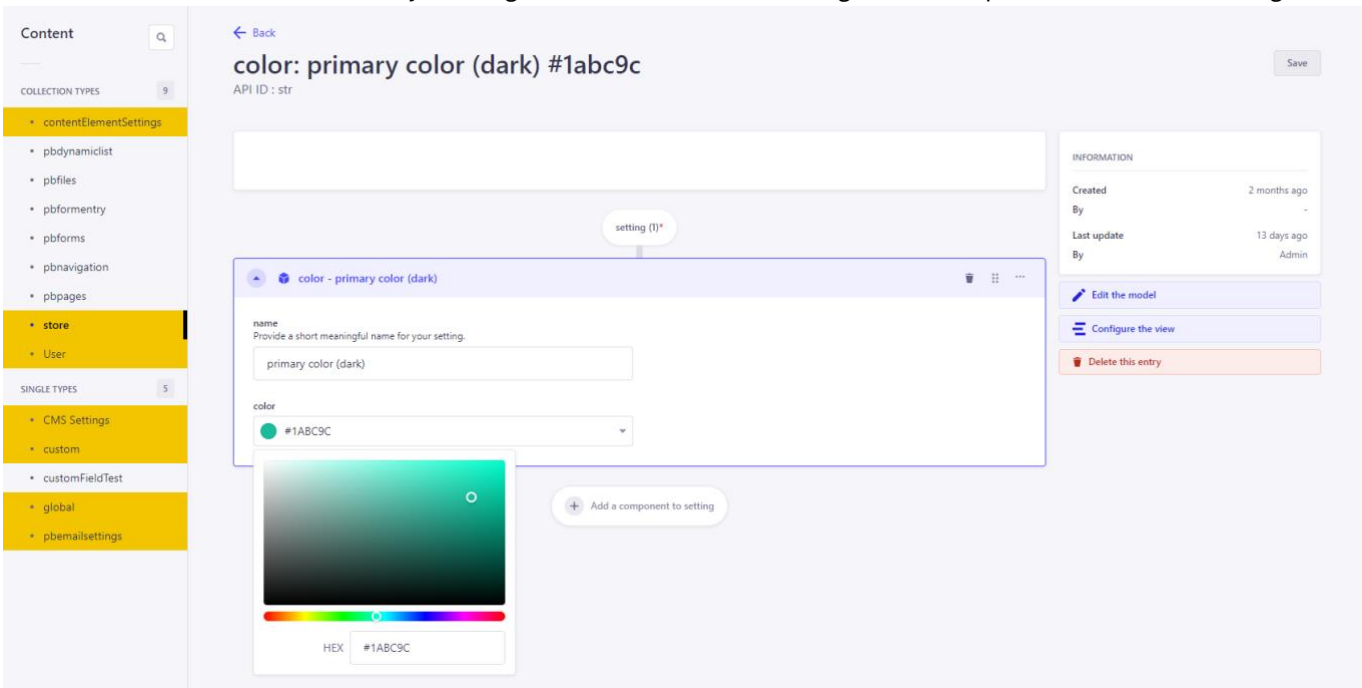 Content
COLLECTION TYPES 9
contentElementSettings
pbdynamiclist
pbfiles
pbformentry
pbforms
pbnavigation
pbpages
store
User
SINGLE TYPES 5
CMS Settings
custom
customFieldTest
global
pbemailsettings
Back
color: primary color (dark) #1abc9c
API ID : str
Save
setting (1)*
color - primary color (dark)
name
Provide a short meaningful name for your setting.
primary color (dark)
color
#1ABC9C
HEX #1ABC9C
Add a component to setting
INFORMATION
Created 2 months ago
By -
Last update 13 days ago
By Admin
Edit the model
Configure the view
Delete this entry